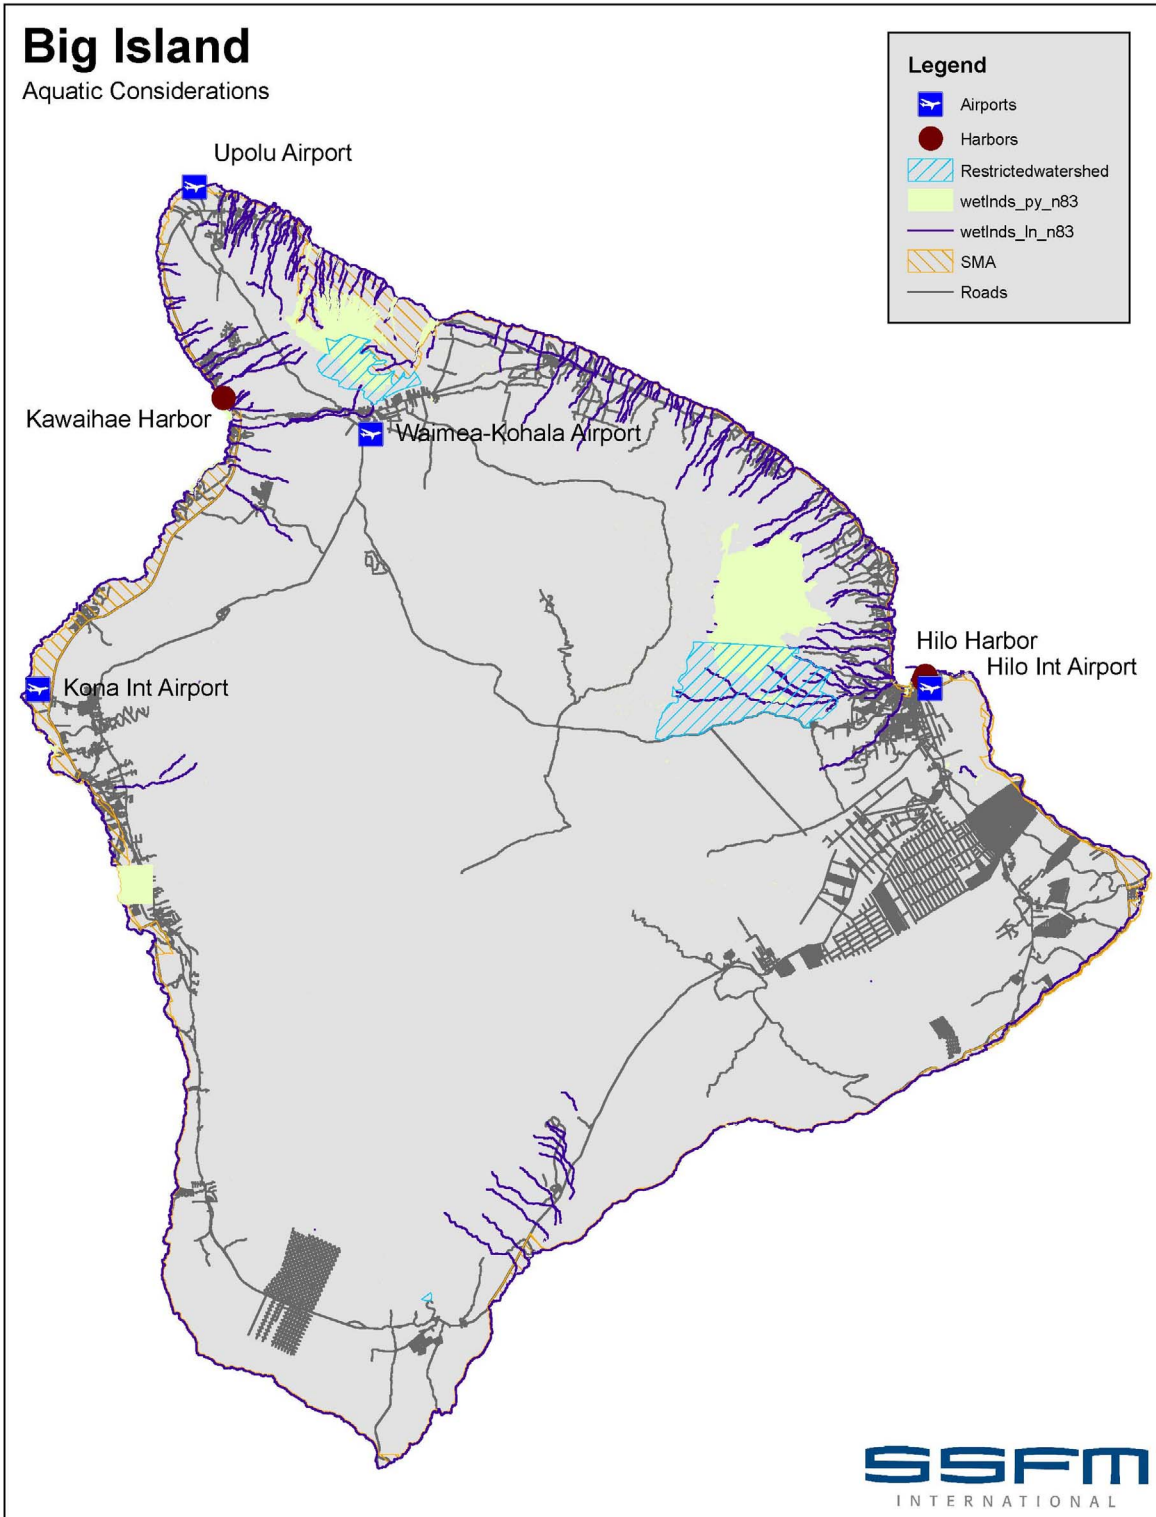 Big Island
Aquatic Considerations
Legend
Airports
Harbors
Restrictedwatershed
wetlnds_py_n83
wetlnds_ln_n83
SMA
Roads
Upolu Airport
Kawaihae Harbor
Waimea-Kohala Airport
Hilo Harbor
Hilo Int Airport
Kona Int Airport
SSFM
INTERNATIONAL